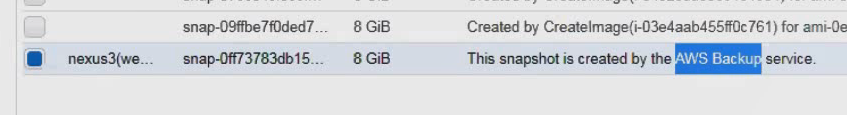 snap-09ffbe7f0ded7... 8 GiB Created by CreateImage(i-03e4aab455ff0c761) for ami-0e
nexus3(we... snap-0ff73783db15... 8 GiB This snapshot is created by the AWS Backup service.